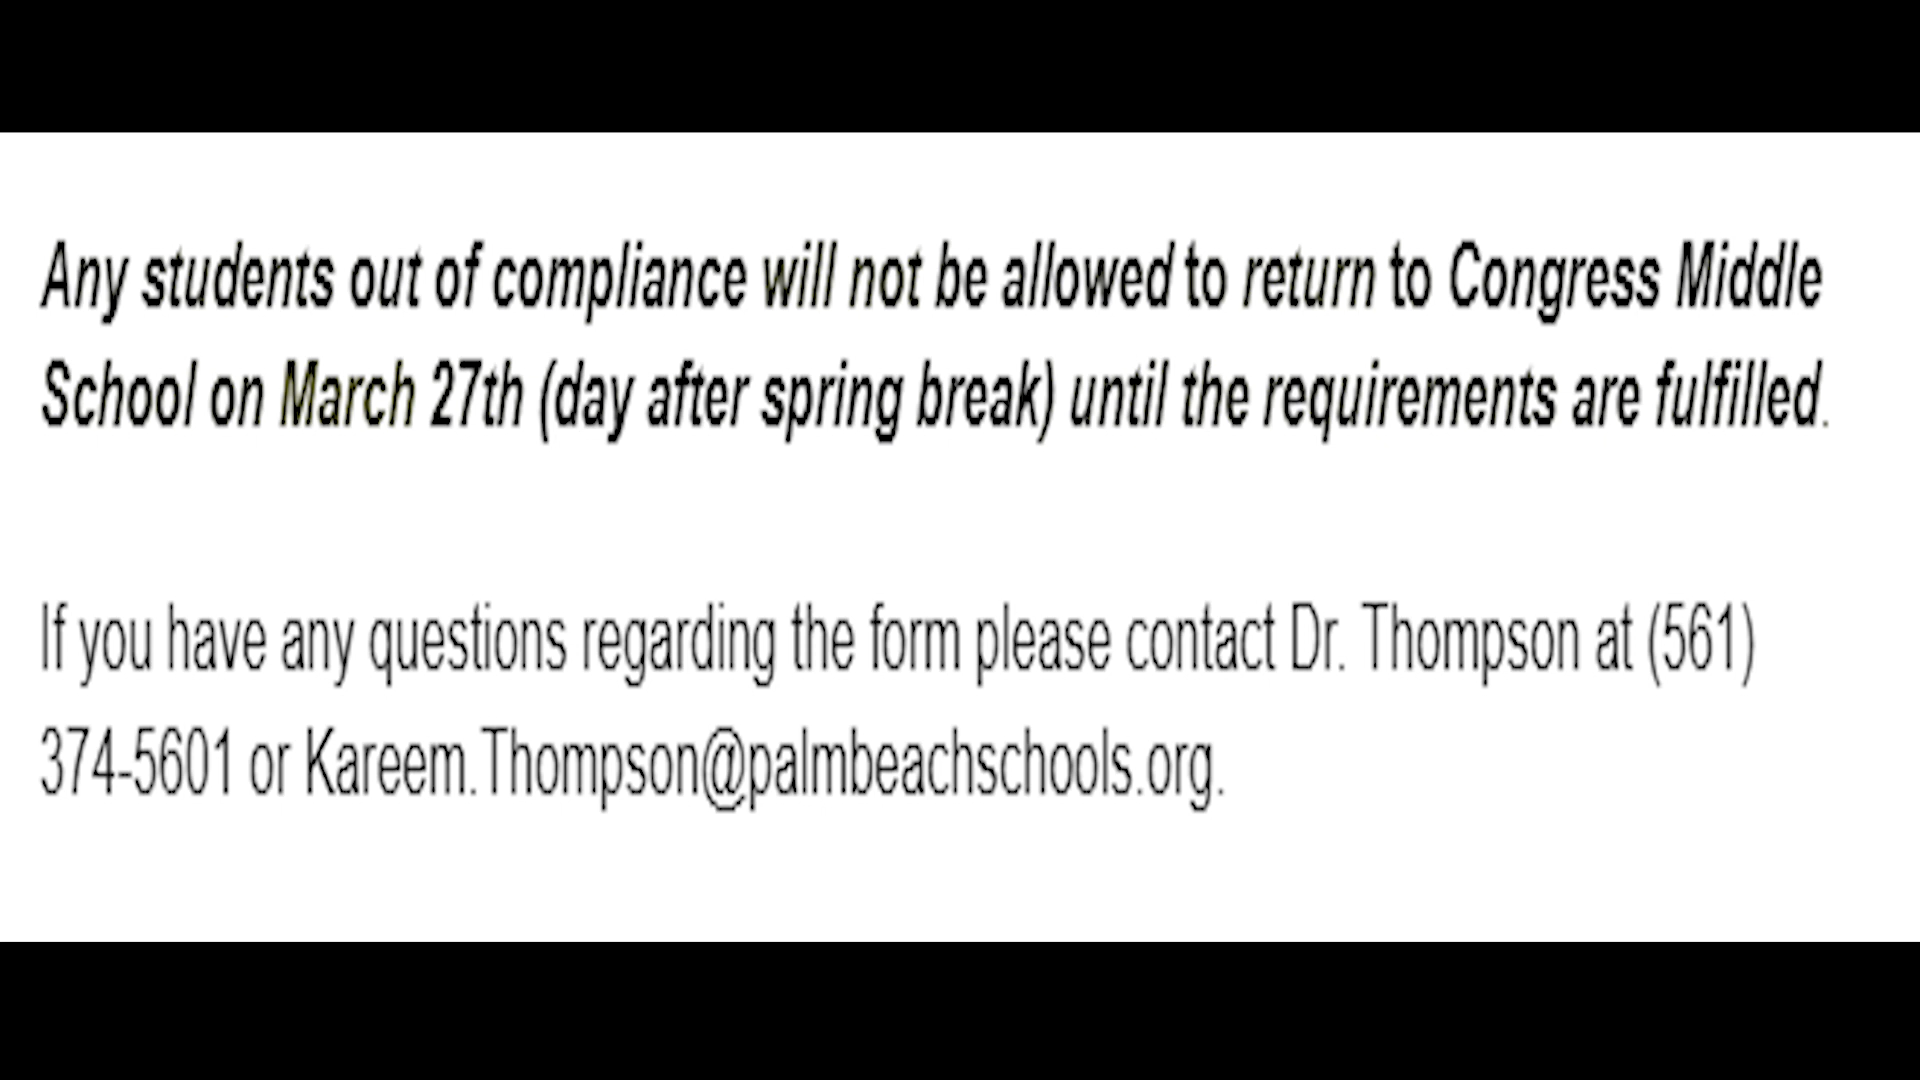 Any students out of compliance will not be allowed to return to Congress Middle
School on March 27th (day after spring break) until the requirements are fulfilled.
If you have any questions regarding the form please contact Dr. Thompson at (561)
374-5601 or Kareem.Thompson@palmbeachschools.org.